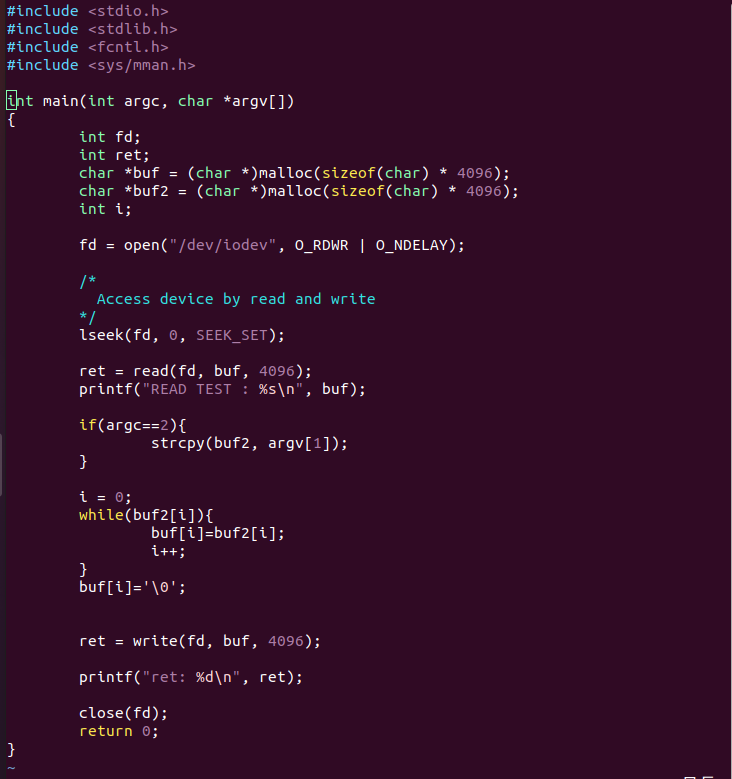 #include <stdio.h>
#include <stdlib.h>
#include <fcntl.h>
#include <sys/mman.h>
int main(int argc, char *argv[])
{
int fd;
int ret;
char *buf = (char *)malloc(sizeof(char) * 4096);
char *buf2 = (char *)malloc(sizeof(char) * 4096);
int i;
fd = open("/dev/iodev", O_RDWR | O_NDELAY);
/*
Access device by read and write
*/
lseek(fd, 0, SEEK_SET);
ret = read(fd, buf, 4096);
printf("READ TEST : %s\n", buf);
if(argc==2){
strcpy(buf2, argv[1]);
}
i = 0;
while(buf2[i]){
buf[i]=buf2[i];
i++;
}
buf[i]='\0';
ret = write(fd, buf, 4096);
printf("ret: %d\n", ret);
close(fd);
return 0;
}
~